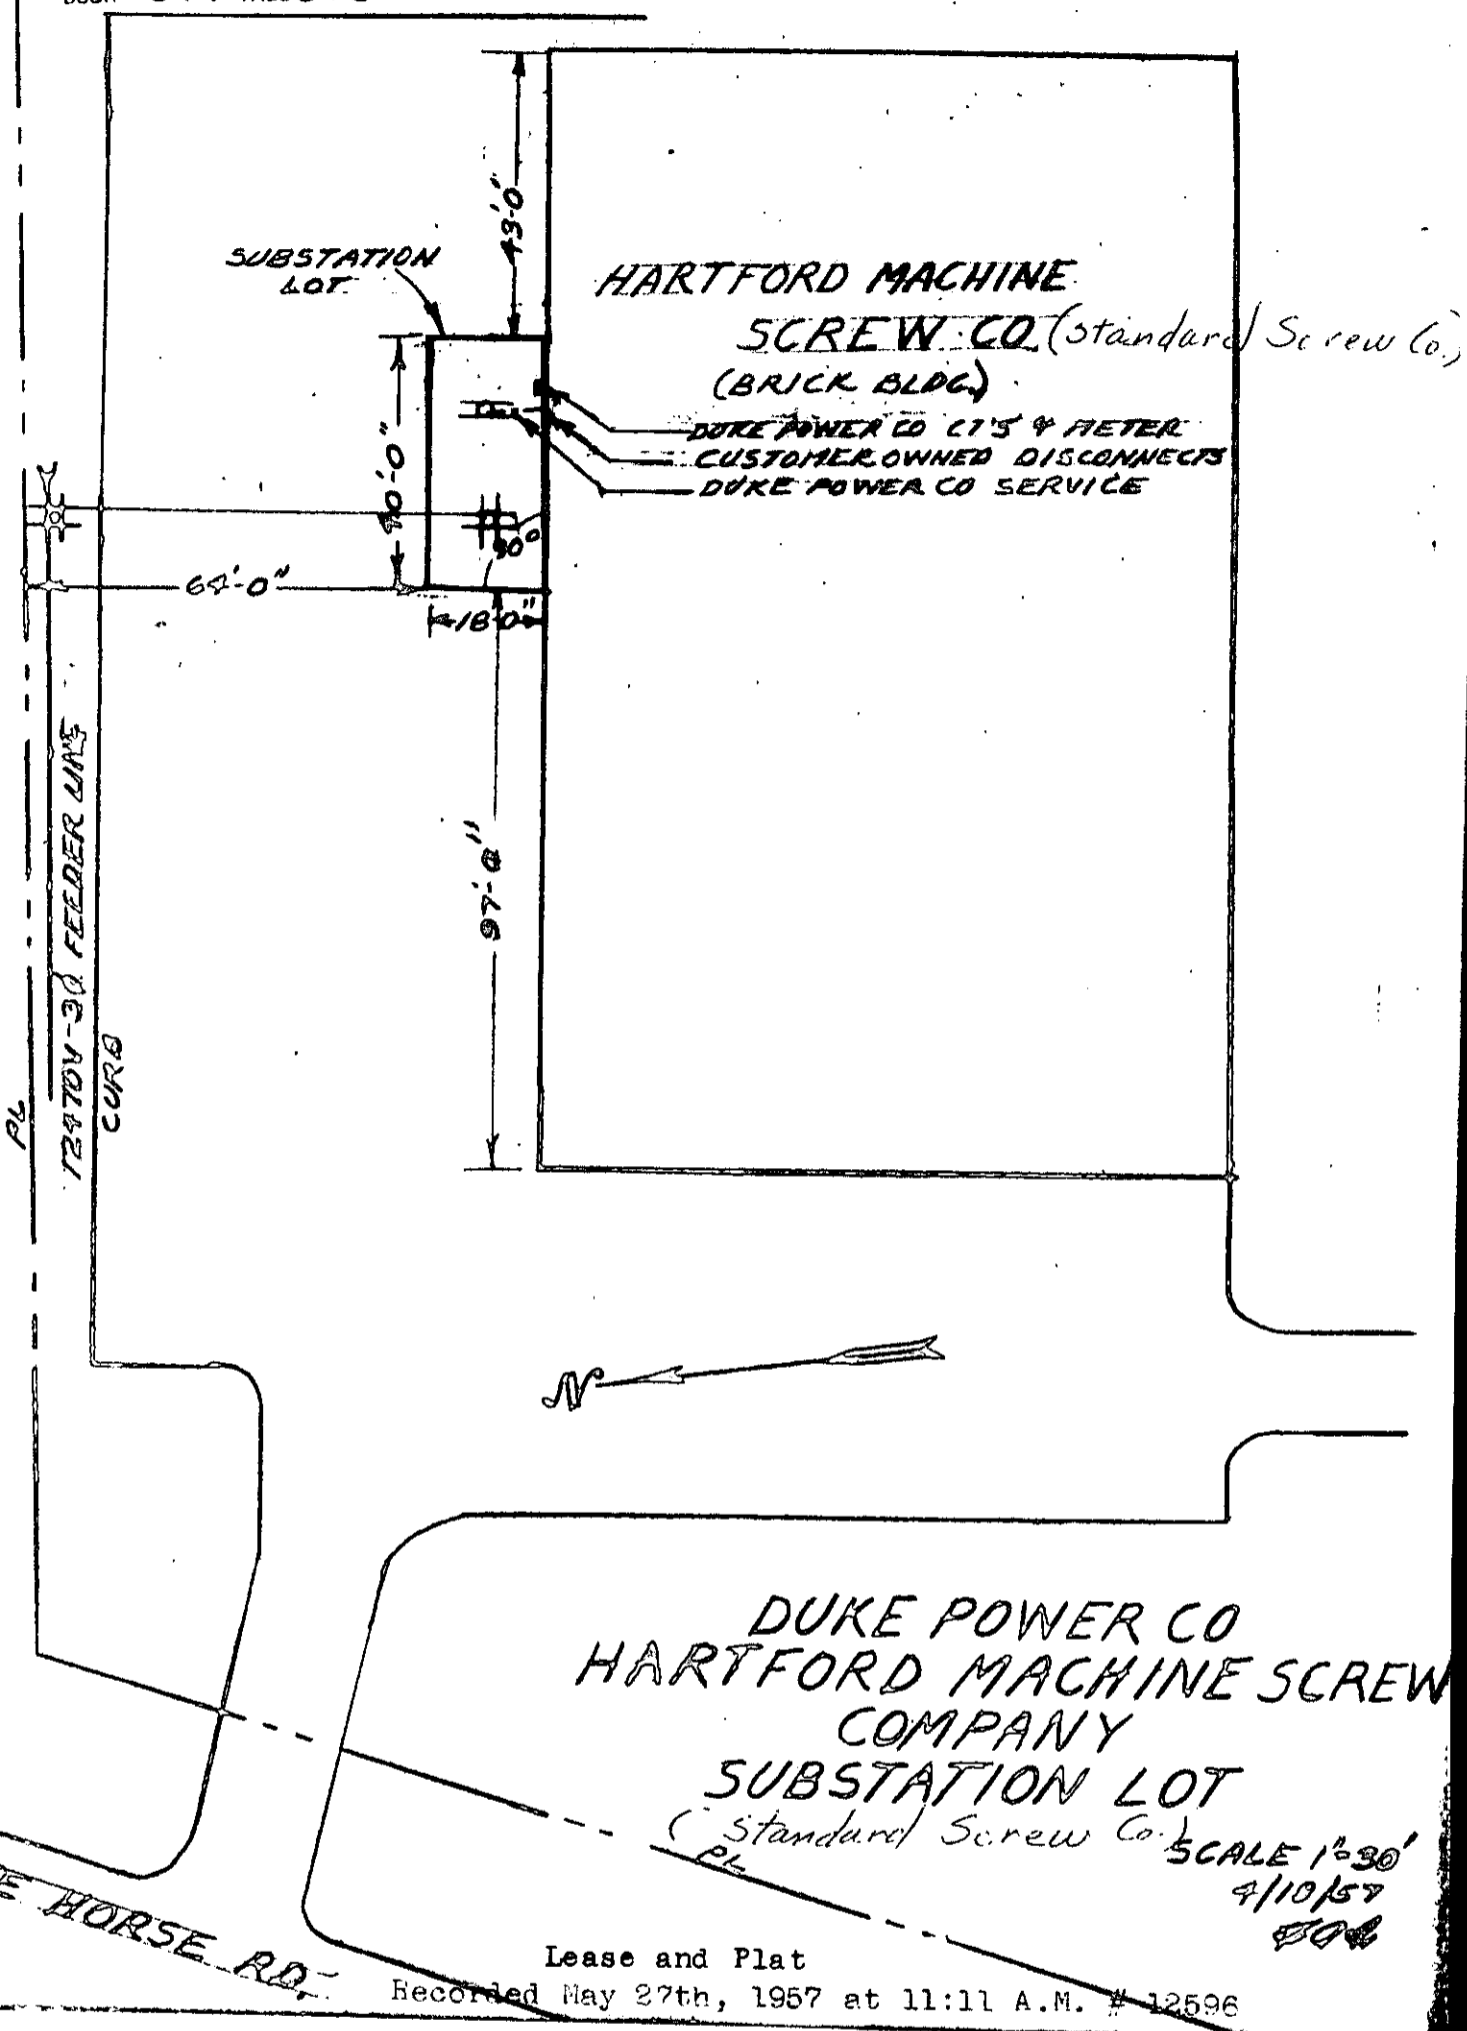 43'-0"
SUBSTATION
LOT
HARTFORD MACHINE
SCREW CO. (Standard Screw Co.)
(BRICK BLDG.)
DUKE POWER CO CT'S & METER
CUSTOMER OWNED DISCONNECTS
DUKE POWER CO SERVICE
40'-0"
90°
64'-0"
18'-0"
97'-0"
12470V-3Ø FEEDER LINE
CURB
PL
N
DUKE POWER CO
HARTFORD MACHINE SCREW
COMPANY
SUBSTATION LOT
(Standard Screw Co.)
PL
SCALE 1"=30'
4/10/57
HORSE RD.
Lease and Plat
Recorded May 27th, 1957 at 11:11 A.M. # 12596